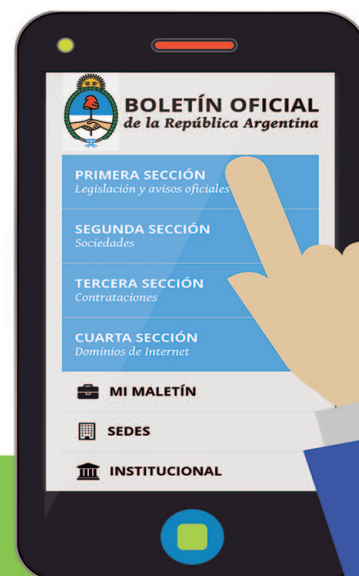 BOLETÍN OFICIAL
de la República Argentina
PRIMERA SECCIÓN
Legislación y avisos oficiales
SEGUNDA SECCIÓN
Sociedades
TERCERA SECCIÓN
Contrataciones
CUARTA SECCIÓN
Dominios de Internet
MI MALETÍN
SEDES
INSTITUCIONAL